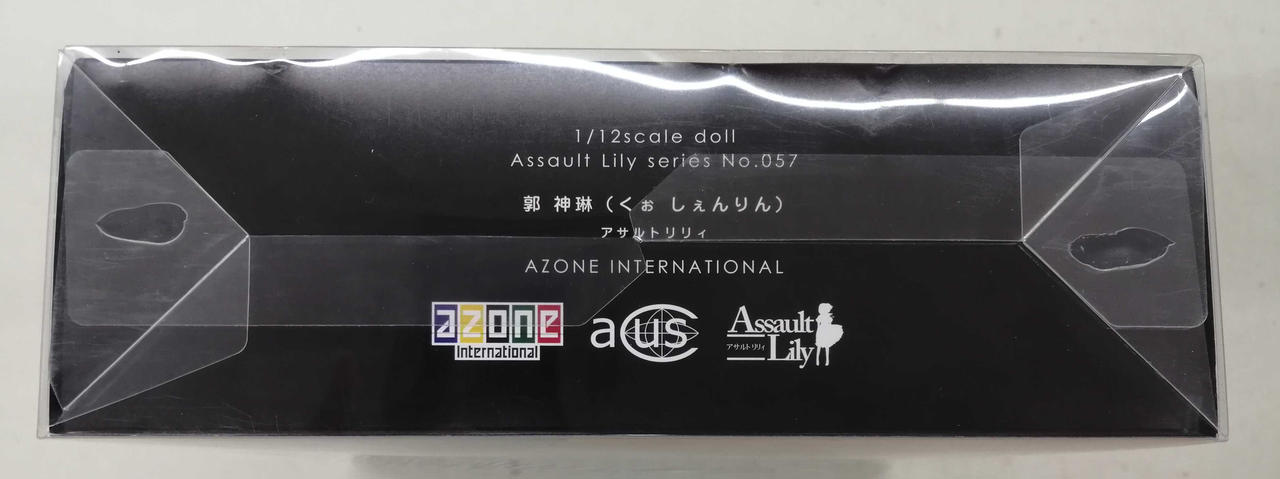 1/12scale doll
Assault Lily series No.057
郭 神琳(くぉ しぇんりん)
アサルトリリィ
AZONE INTERNATIONAL
azone
International
acus
Assault
アサルトリリィ
Lily